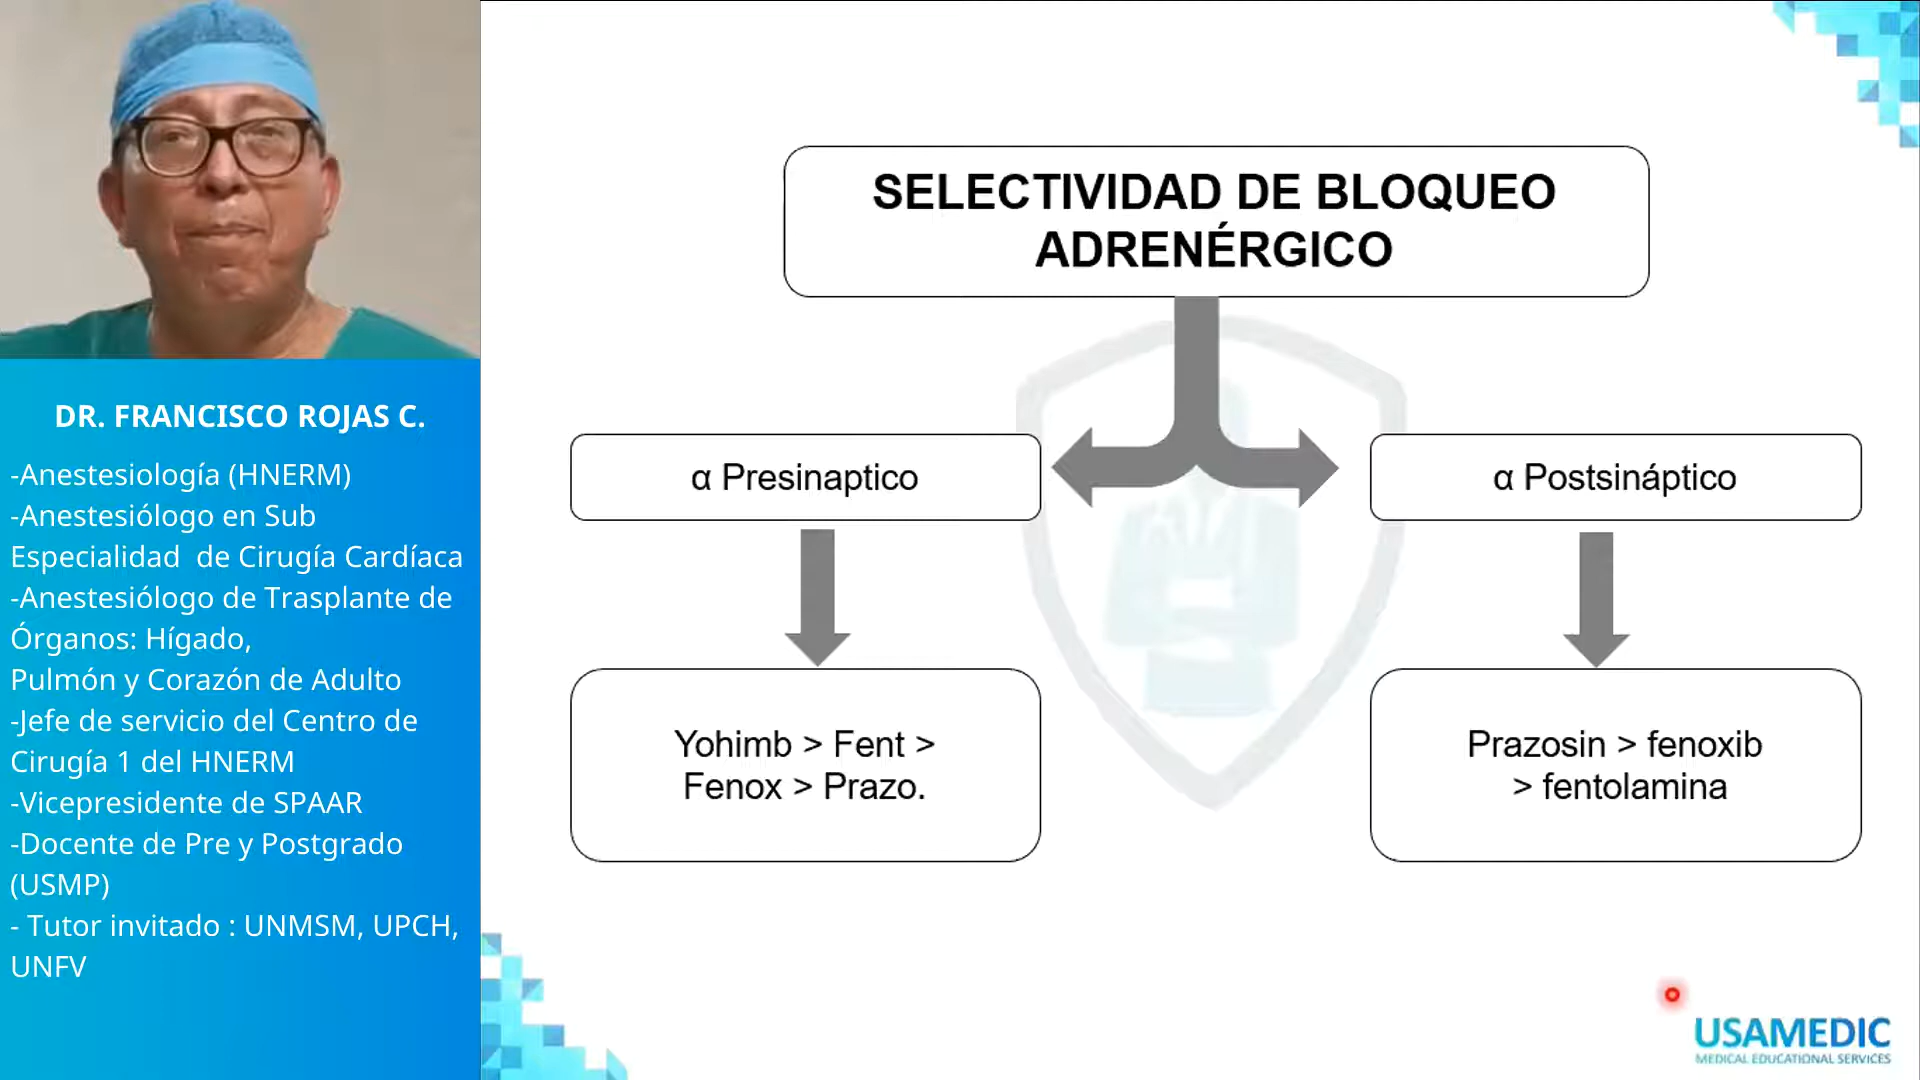 DR. FRANCISCO ROJAS C.
-Anestesiología (HNERM)
-Anestesiólogo en Sub
Especialidad  de Cirugía Cardíaca
-Anestesiólogo de Trasplante de
Órganos: Hígado,
Pulmón y Corazón de Adulto
-Jefe de servicio del Centro de
Cirugía 1 del HNERM
-Vicepresidente de SPAAR
-Docente de Pre y Postgrado
(USMP)
- Tutor invitado : UNMSM, UPCH,
UNFV
SELECTIVIDAD DE BLOQUEO
ADRENÉRGICO
α Presinaptico
α Postsináptico
Yohimb > Fent >
Fenox > Prazo.
Prazosin > fenoxib
> fentolamina
USAMEDIC
MEDICAL EDUCATIONAL SERVICES